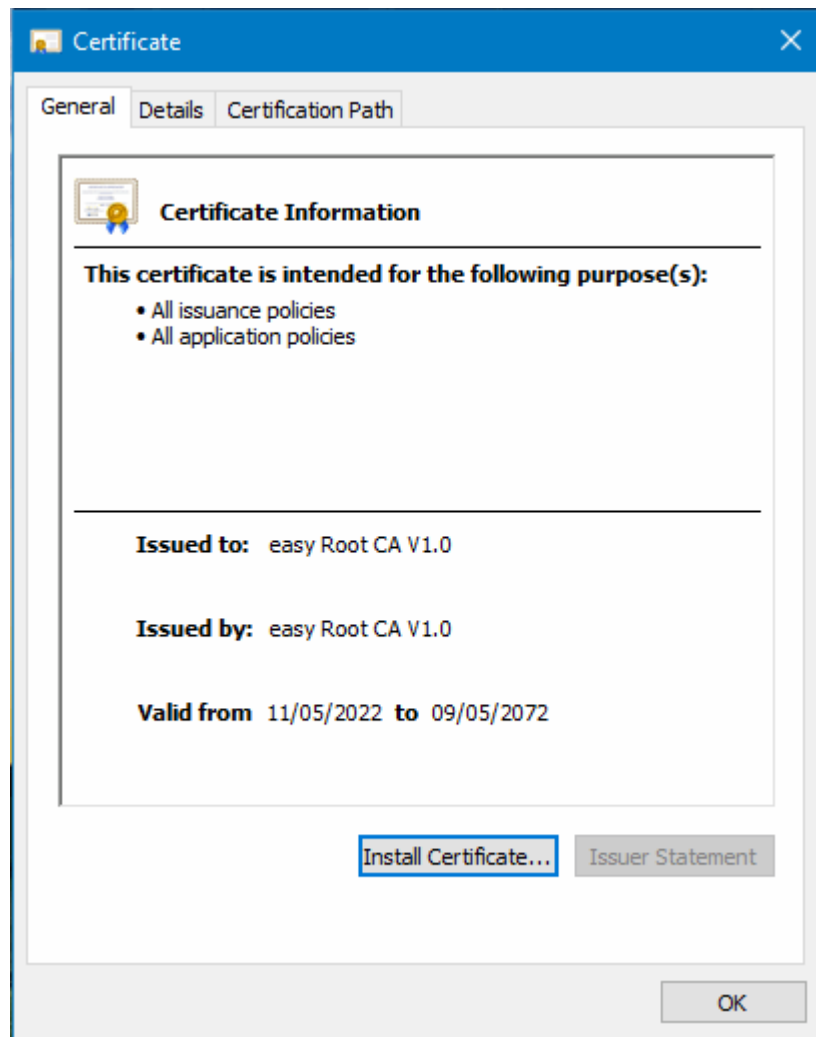 Certificate
General Details Certification Path
Certificate Information
This certificate is intended for the following purpose(s):
• All issuance policies
• All application policies
Issued to: easy Root CA V1.0
Issued by: easy Root CA V1.0
Valid from 11/05/2022 to 09/05/2072
Install Certificate... Issuer Statement
OK